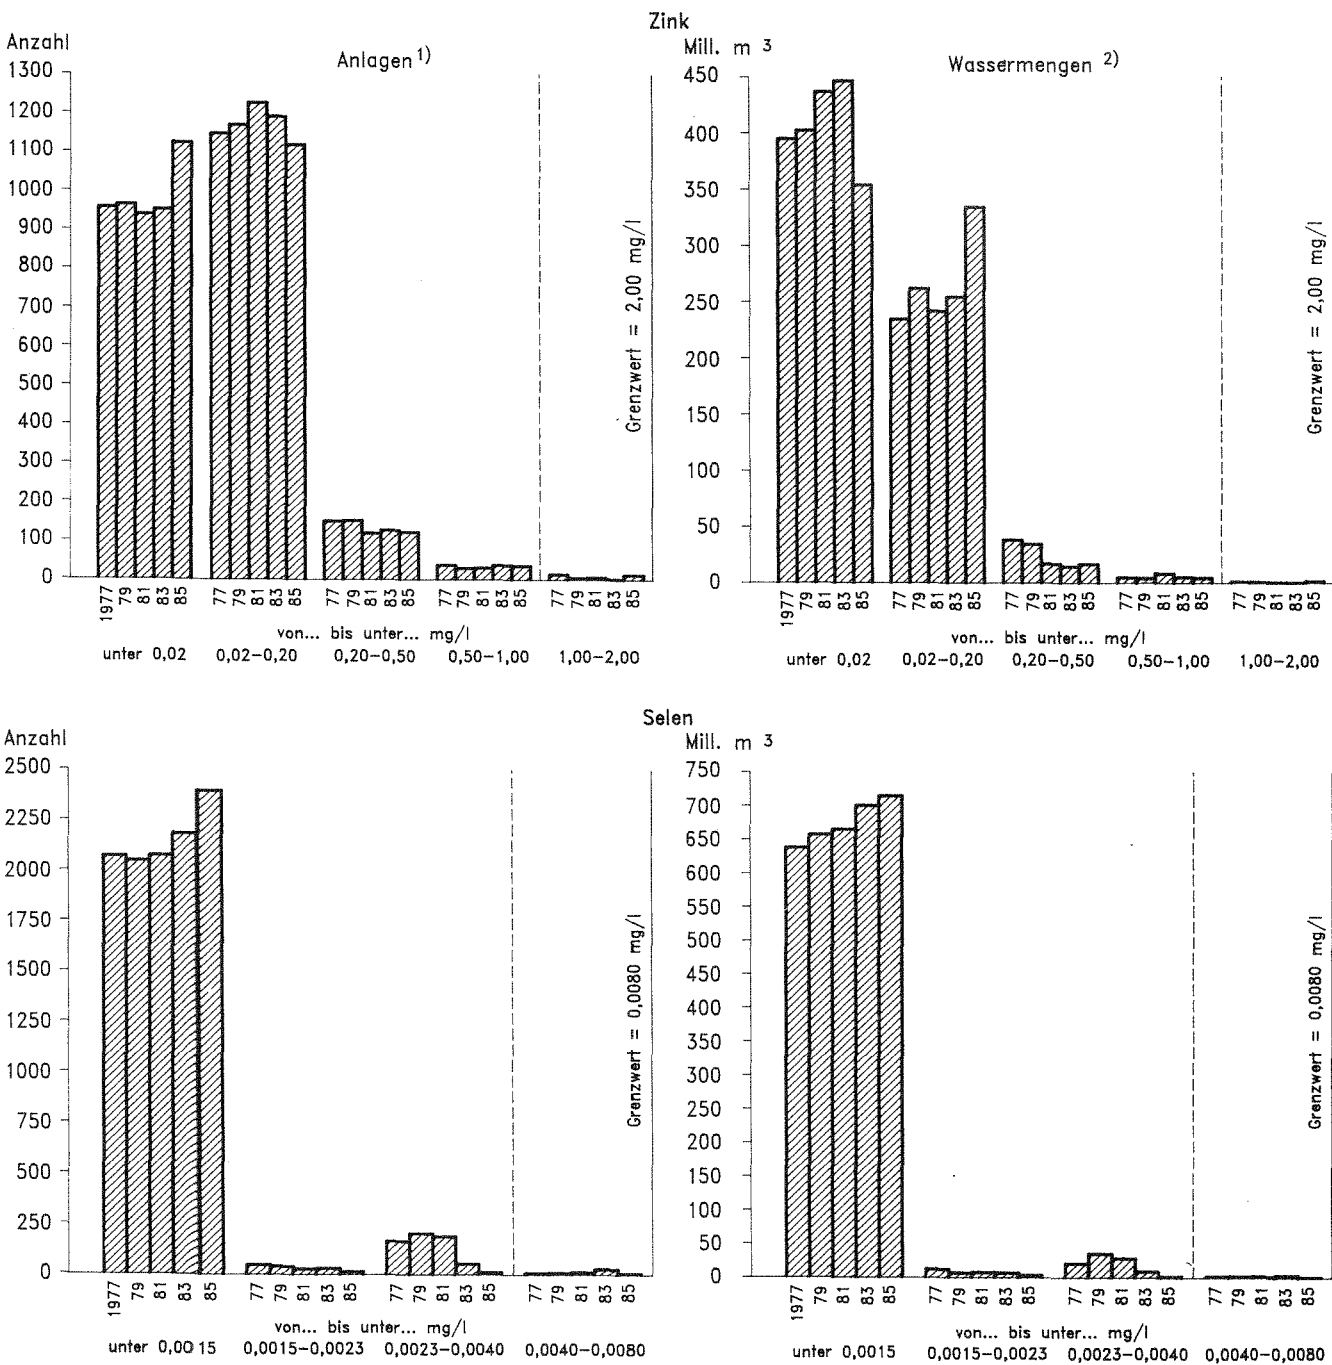 Zink
Anzahl
Anlagen 1)
1300
1200
1100
1000
900
800
700
600
500
400
300
200
100
0
Grenzwert = 2,00 mg/l
1977 79 81 83 85 77 79 81 83 85 77 79 81 83 85 77 79 81 83 85 77 79 81 83 85
von... bis unter... mg/l
unter 0,02 0,02-0,20 0,20-0,50 0,50-1,00 1,00-2,00
Mill. m 3
Wassermengen 2)
450
400
350
300
250
200
150
100
50
0
Grenzwert = 2,00 mg/l
1977 79 81 83 85 77 79 81 83 85 77 79 81 83 85 77 79 81 83 85 77 79 81 83 85
von... bis unter... mg/l
unter 0,02 0,02-0,20 0,20-0,50 0,50-1,00 1,00-2,00
Selen
Anzahl
2500
2250
2000
1750
1500
1250
1000
750
500
250
0
Grenzwert = 0,0080 mg/l
1977 79 81 83 85 77 79 81 83 85 77 79 81 83 85 77 79 81 83 85
von... bis unter... mg/l
unter 0,0015 0,0015-0,0023 0,0023-0,0040 0,0040-0,0080
Mill. m 3
750
700
650
600
550
500
450
400
350
300
250
200
150
100
50
0
Grenzwert = 0,0080 mg/l
1977 79 81 83 85 77 79 81 83 85 77 79 81 83 85 77 79 81 83 85
von... bis unter... mg/l
unter 0,0015 0,0015-0,0023 0,0023-0,0040 0,0040-0,0080